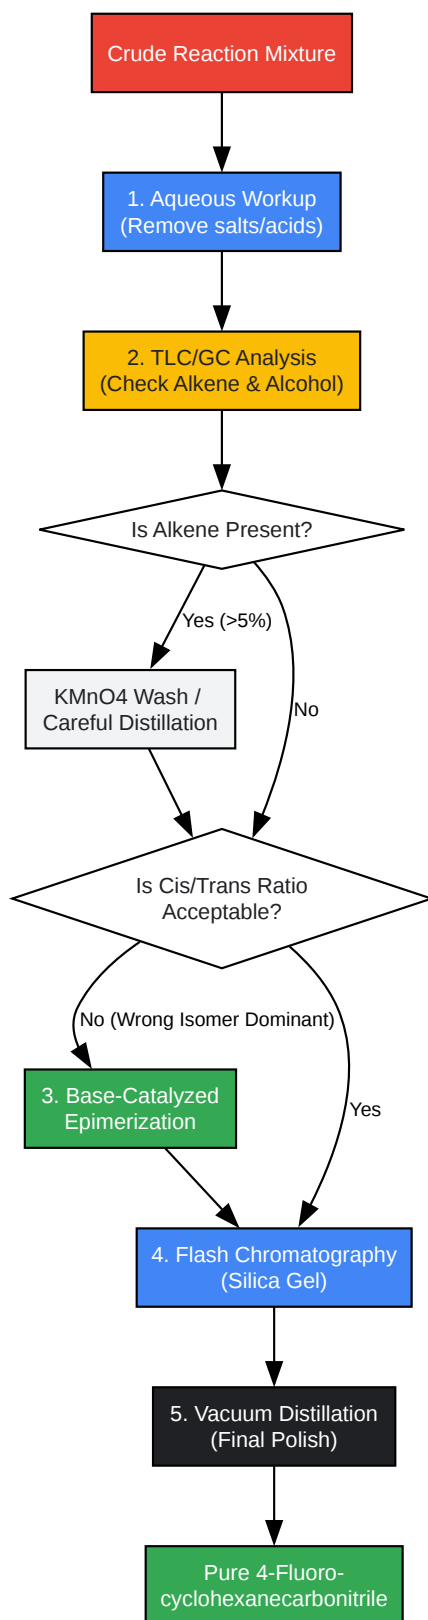 Crude Reaction Mixture
1. Aqueous Workup
(Remove salts/acids)
2. TLC/GC Analysis
(Check Alkene & Alcohol)
Is Alkene Present?
Yes (>5%)
KMnO4 Wash /
Careful Distillation
No
Is Cis/Trans Ratio
Acceptable?
No (Wrong Isomer Dominant)
3. Base-Catalyzed
Epimerization
Yes
4. Flash Chromatography
(Silica Gel)
5. Vacuum Distillation
(Final Polish)
Pure 4-Fluoro-
cyclohexanecarbonitrile